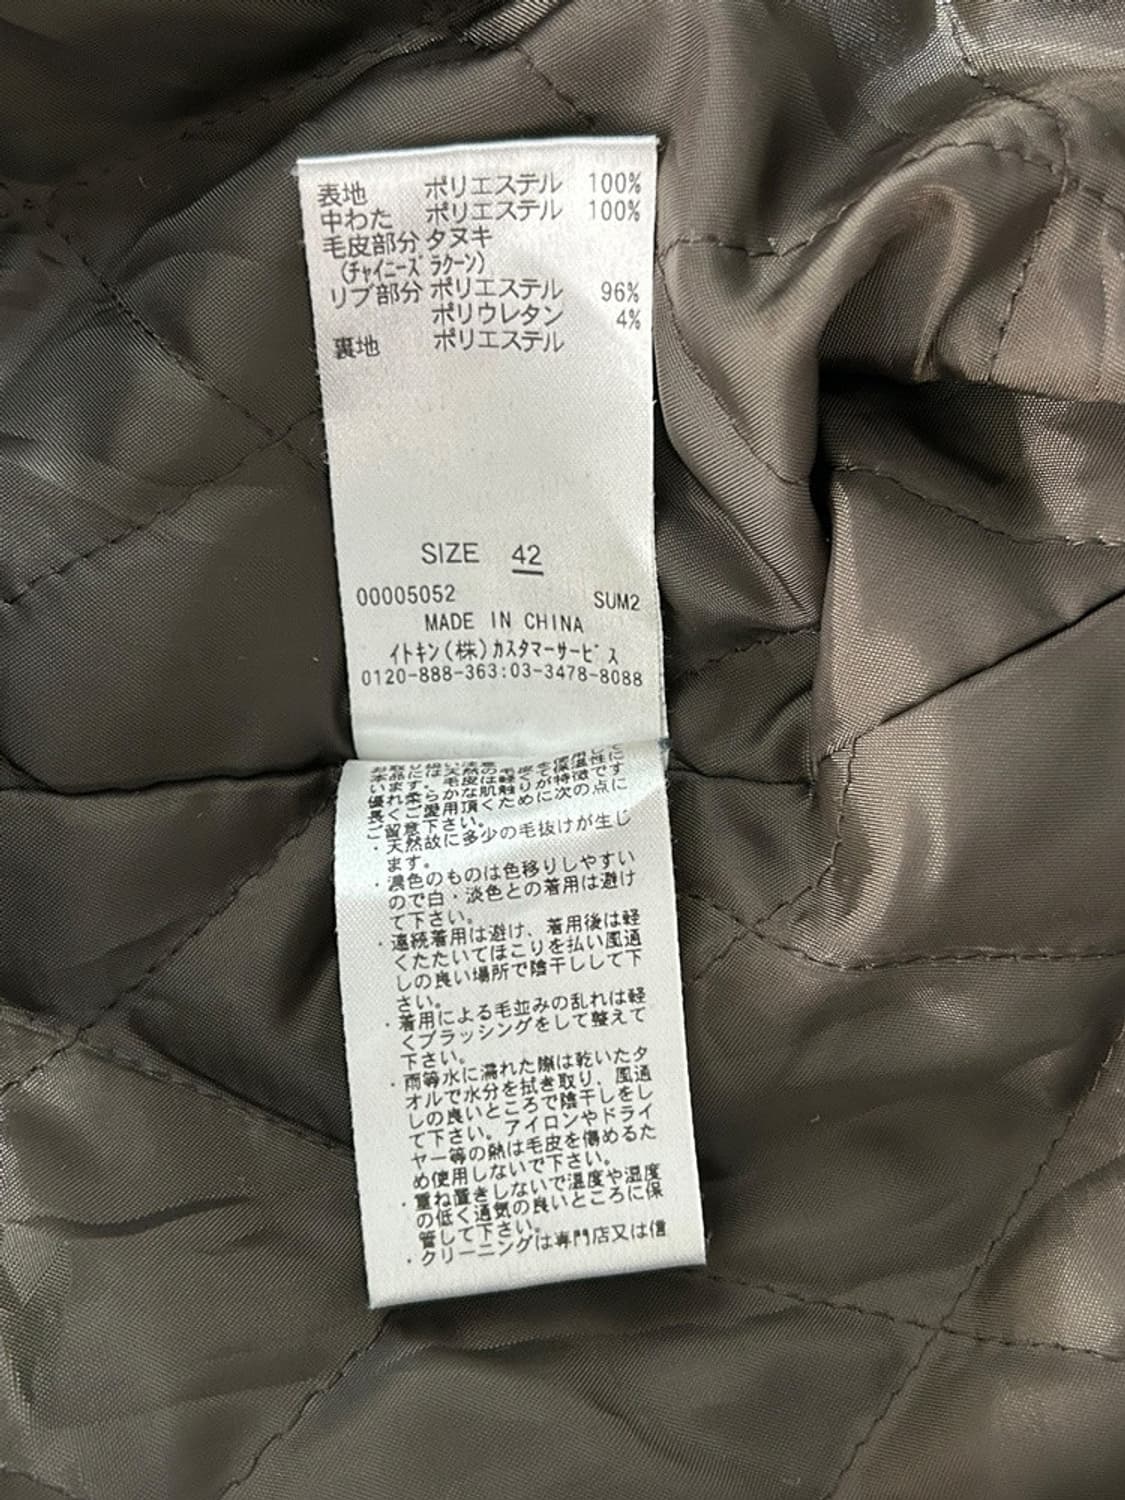 表地 ポリエステル 100%
中わた ポリエステル 100%
毛皮部分 タヌキ
(チャイニーズラクーン)
リブ部分 ポリエステル 96%
ポリウレタン 4%
裏地 ポリエステル
SIZE 42
00005052 SUM2
MADE IN CHINA
イトキン(株)カスタマーサービス
0120-888-363:03-3478-8088
優れ柔らかな肌触りが特徴です
長くご愛用頂くために次の点に
ご留意下さい。
・天然故に多少の毛抜けが生じ
ます。
・濃色のものは色移りしやすい
ので白・淡色との着用は避け
て下さい。
・連続着用は避け、着用後は軽
くたたいてほこりを払い風通
しの良い場所で陰干しして下
さい。
・着用による毛並みの乱れは軽
くブラッシングをして整えて
下さい。
・雨等水に濡れた際は乾いたタ
オルで水分を拭き取り、風通
しの良いところで陰干しをし
て下さい。アイロンやドライ
ヤー等の熱は毛皮を傷めるた
め使用しないで下さい。
・重ね置きしないで温度や湿度
の低く通気の良いところに保
管して下さい。
・クリーニングは専門店又は信